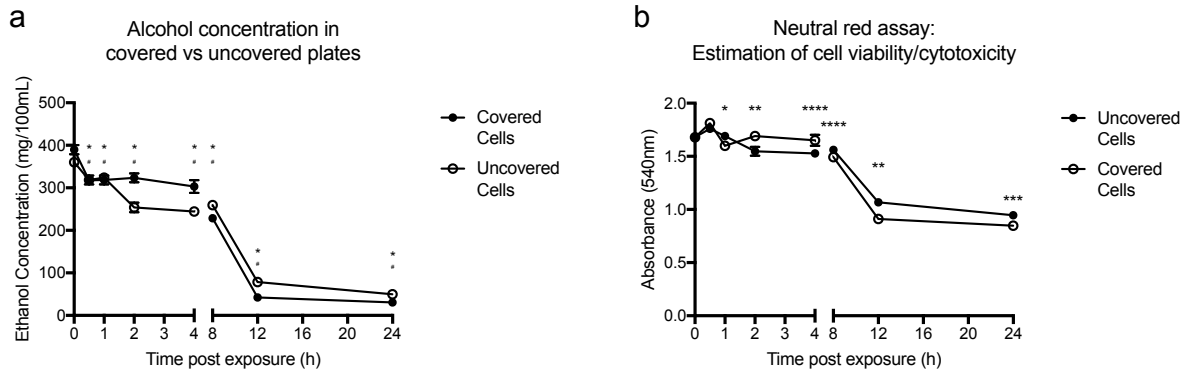 a
Alcohol concentration in
covered vs uncovered plates
Ethanol Concentration (mg/100mL)
500
400
300
200
100
0
* * * * *
# # # # #
*
#
*
#
0 1 2 3 4 8 12 16 20 24
Time post exposure (h)
Covered
Cells
Uncovered
Cells
b
Neutral red assay:
Estimation of cell viability/cytotoxicity
Absorbance (540nm)
2.0
1.5
1.0
0.5
0.0
* ** ****
****
**
***
0 1 2 3 4 8 12 16 20 24
Time post exposure (h)
Uncovered
Cells
Covered
Cells